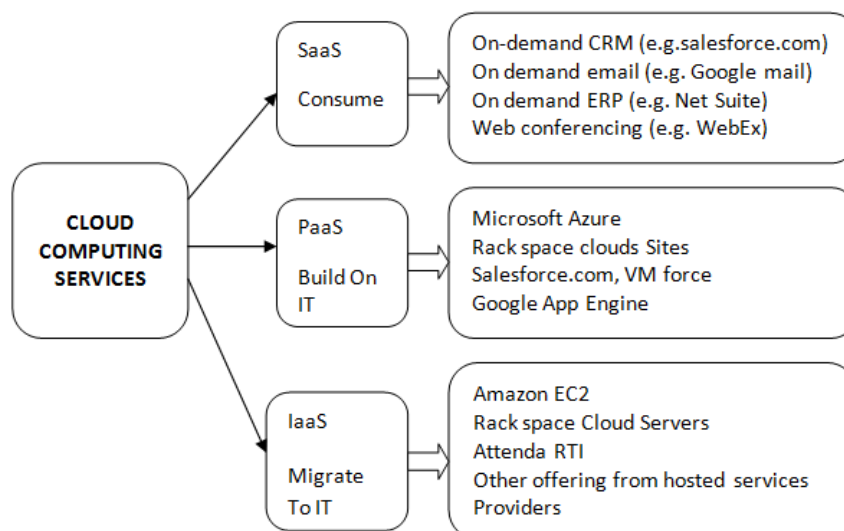 CLOUD
COMPUTING
SERVICES
SaaS
Consume
On-demand CRM (e.g.salesforce.com)
On demand email (e.g. Google mail)
On demand ERP (e.g. Net Suite)
Web conferencing (e.g. WebEx)
PaaS
Build On
IT
Microsoft Azure
Rack space clouds Sites
Salesforce.com, VM force
Google App Engine
IaaS
Migrate
To IT
Amazon EC2
Rack space Cloud Servers
Attenda RTI
Other offering from hosted services
Providers